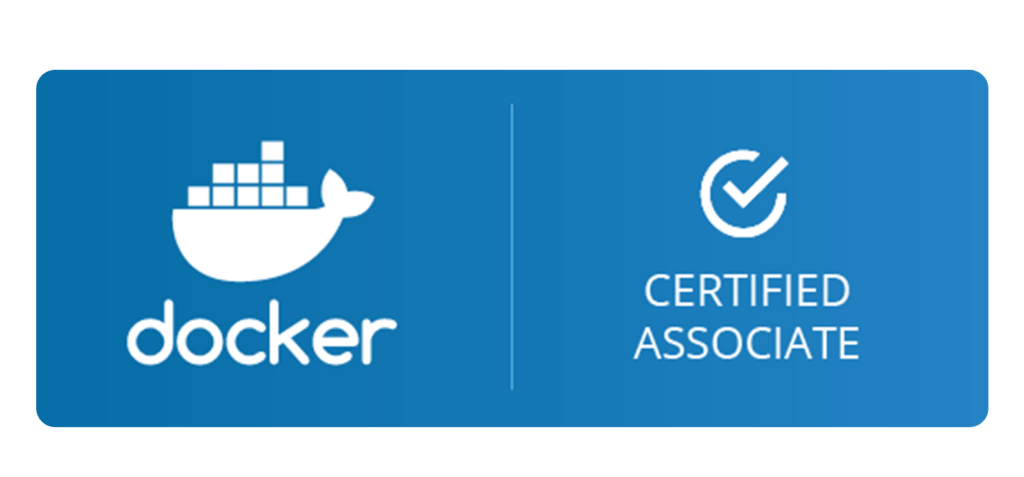 docker
CERTIFIED
ASSOCIATE